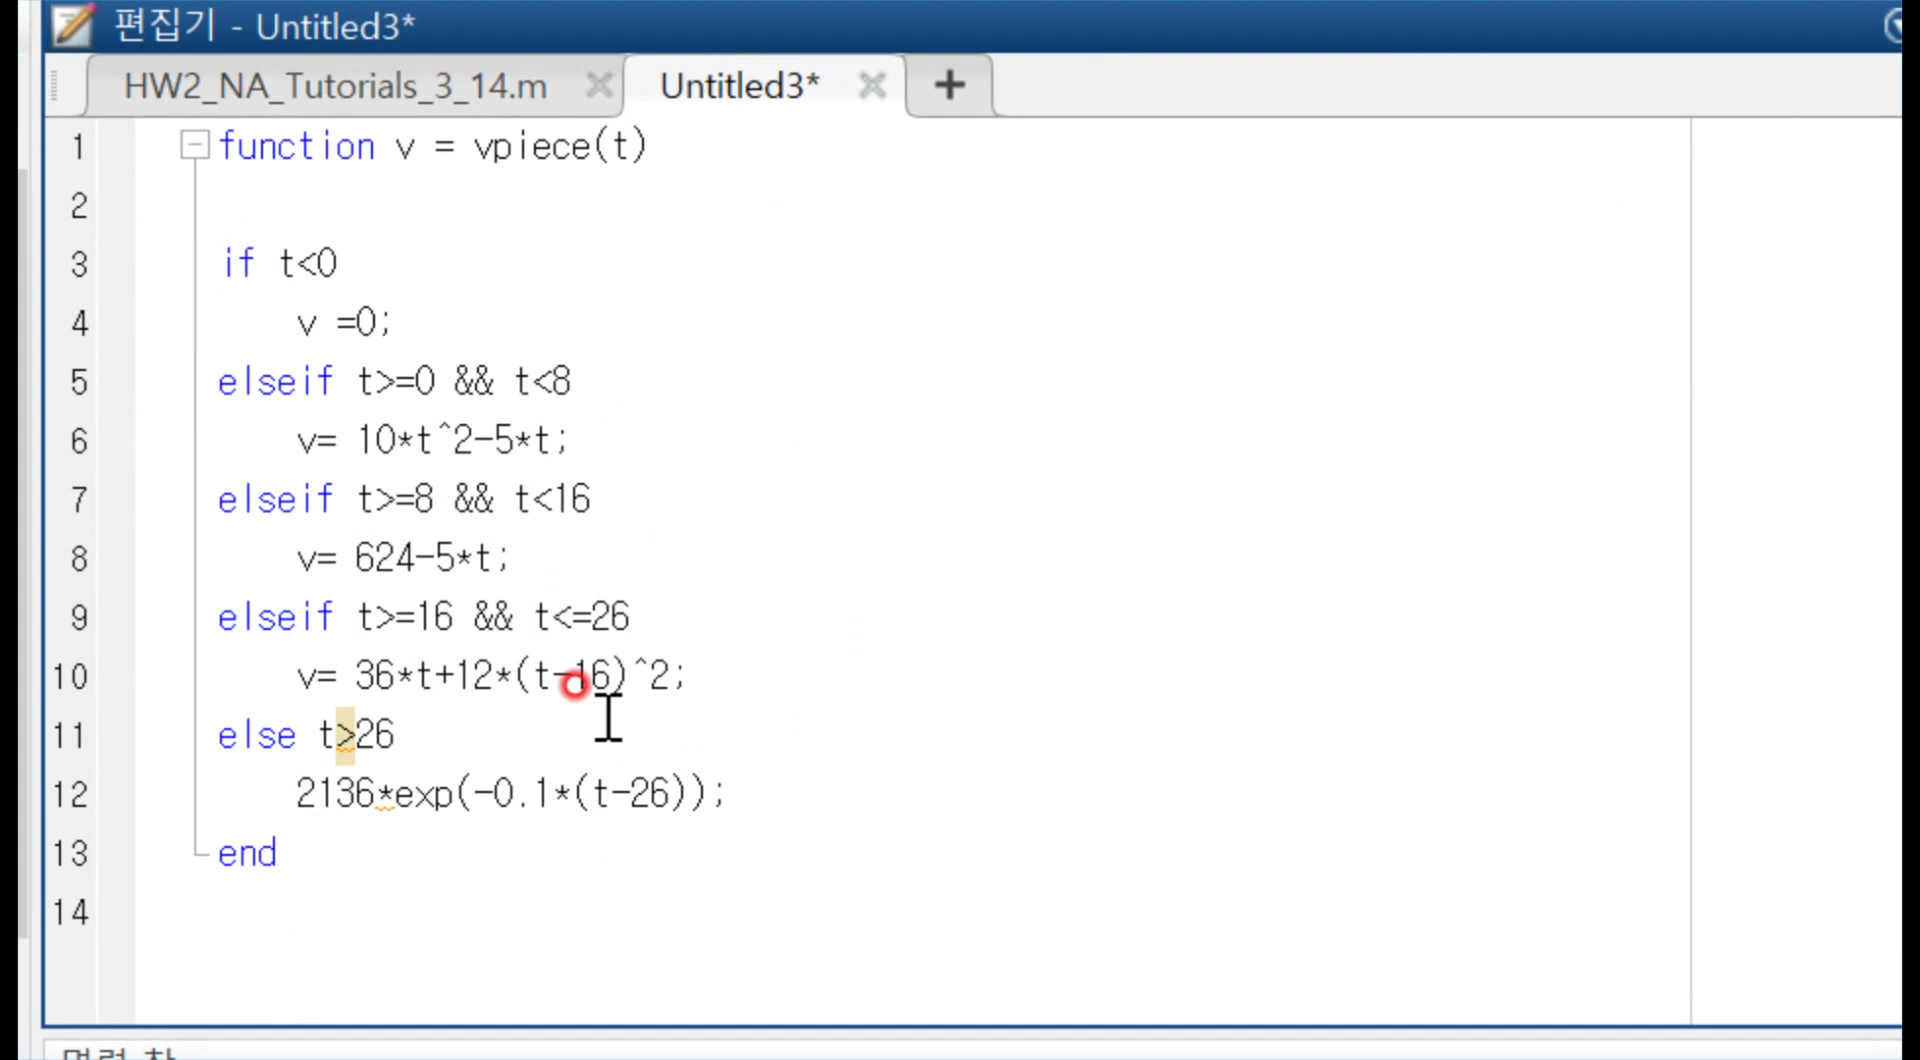 편집기 - Untitled3*
HW2_NA_Tutorials_3_14.m
Untitled3*
1 function v = vpiece(t)
2
3 if t<0
4 v =0;
5 elseif t>=0 && t<8
6 v= 10*t^2-5*t;
7 elseif t>=8 && t<16
8 v= 624-5*t;
9 elseif t>=16 && t<=26
10 v= 36*t+12*(t-16)^2;
11 else t>26
12 2136*exp(-0.1*(t-26));
13 end
14